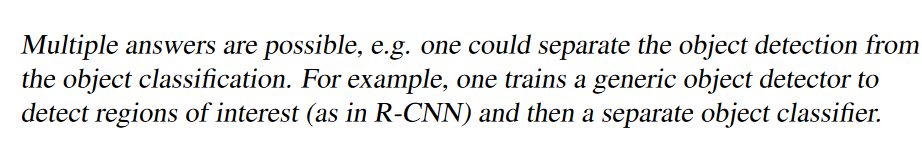 Multiple answers are possible, e.g. one could separate the object detection from
the object classification. For example, one trains a generic object detector to
detect regions of interest (as in R-CNN) and then a separate object classifier.